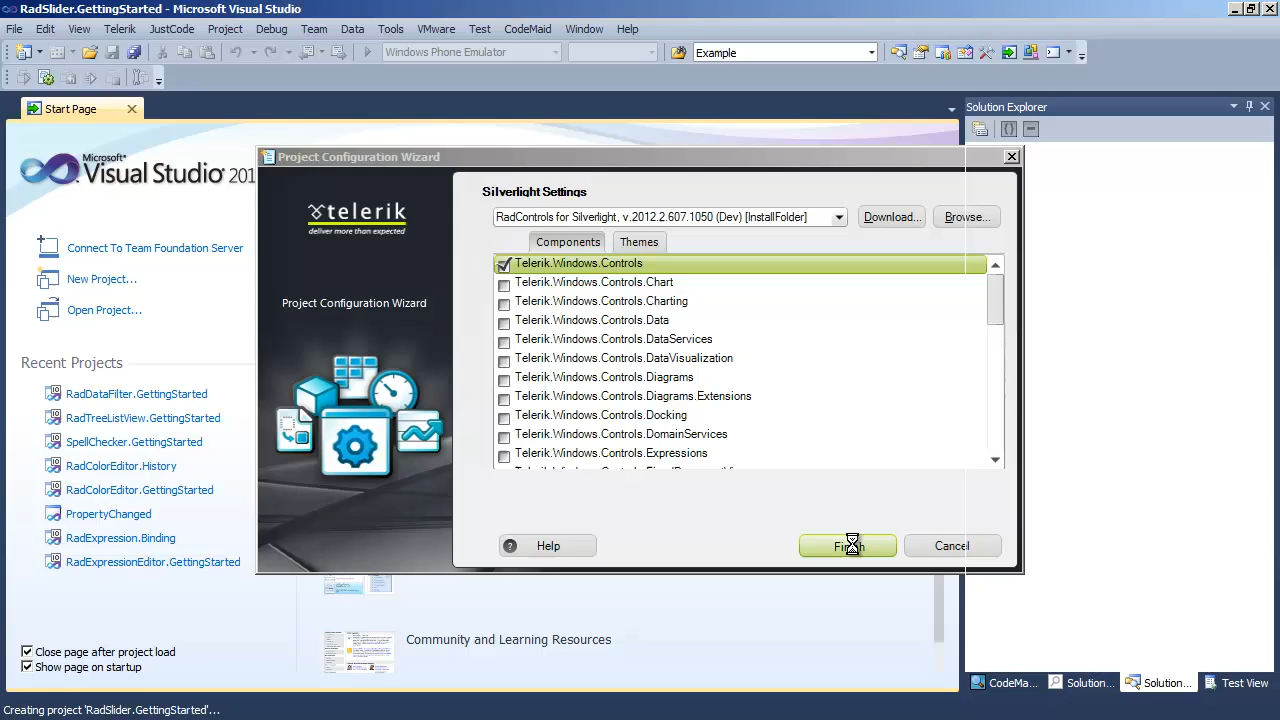 RadSlider.GettingStarted - Microsoft Visual Studio
File Edit View Telerik JustCode Project Debug Team Data Tools VMware Test CodeMaid Window Help
Windows Phone Emulator Example
Start Page
Solution Explorer
Microsoft
Visual Studio 201
Connect To Team Foundation Server
New Project...
Open Project...
Recent Projects
RadDataFilter.GettingStarted
RadTreeListView.GettingStarted
SpellChecker.GettingStarted
RadColorEditor.History
RadColorEditor.GettingStarted
PropertyChanged
RadExpression.Binding
RadExpressionEditor.GettingStarted
Project Configuration Wizard
telerik
deliver more than expected
Project Configuration Wizard
Silverlight Settings
RadControls for Silverlight, v.2012.2.607.1050 (Dev) [InstallFolder]
Download...
Browse...
Components Themes
Telerik.Windows.Controls
Telerik.Windows.Controls.Chart
Telerik.Windows.Controls.Charting
Telerik.Windows.Controls.Data
Telerik.Windows.Controls.DataServices
Telerik.Windows.Controls.DataVisualization
Telerik.Windows.Controls.Diagrams
Telerik.Windows.Controls.Diagrams.Extensions
Telerik.Windows.Controls.Docking
Telerik.Windows.Controls.DomainServices
Telerik.Windows.Controls.Expressions
Help
Cancel
Community and Learning Resources
after project load
Show page on startup
CodeMa... Solution... Solution... Test View
Creating project 'RadSlider.GettingStarted'...